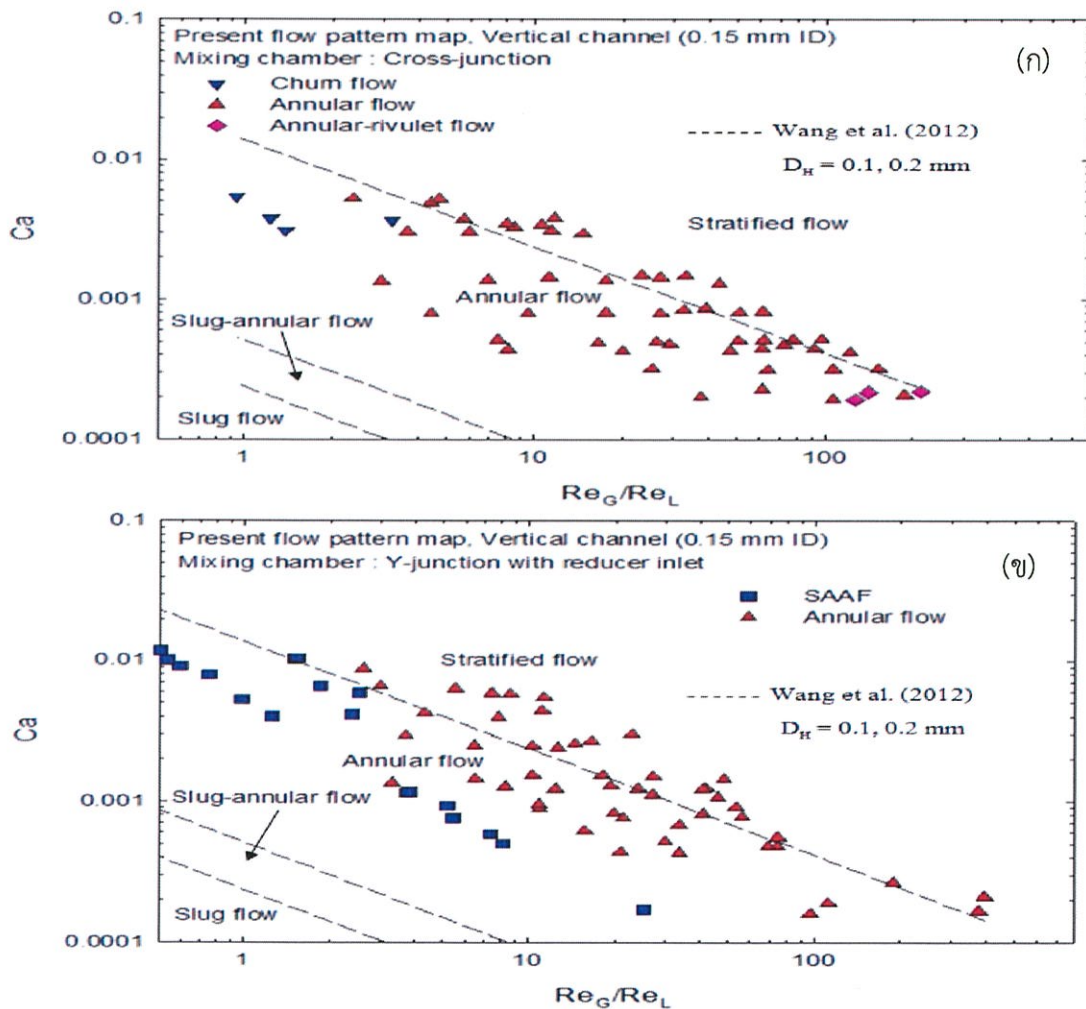 0.1
Present flow pattern map, Vertical channel (0.15 mm ID)
Mixing chamber : Cross-junction
(ก)
Churn flow
Annular flow
Annular-rivulet flow
Wang et al. (2012)
D_H = 0.1, 0.2 mm
0.01
Stratified flow
Ca
0.001
Annular flow
Slug-annular flow
Slug flow
0.0001
1 10 100
Re_G/Re_L
0.1
Present flow pattern map, Vertical channel (0.15 mm ID)
Mixing chamber : Y-junction with reducer inlet
(ข)
SAAF
Annular flow
0.01
Stratified flow
Wang et al. (2012)
D_H = 0.1, 0.2 mm
Ca
Annular flow
0.001
Slug-annular flow
Slug flow
0.0001
1 10 100
Re_G/Re_L